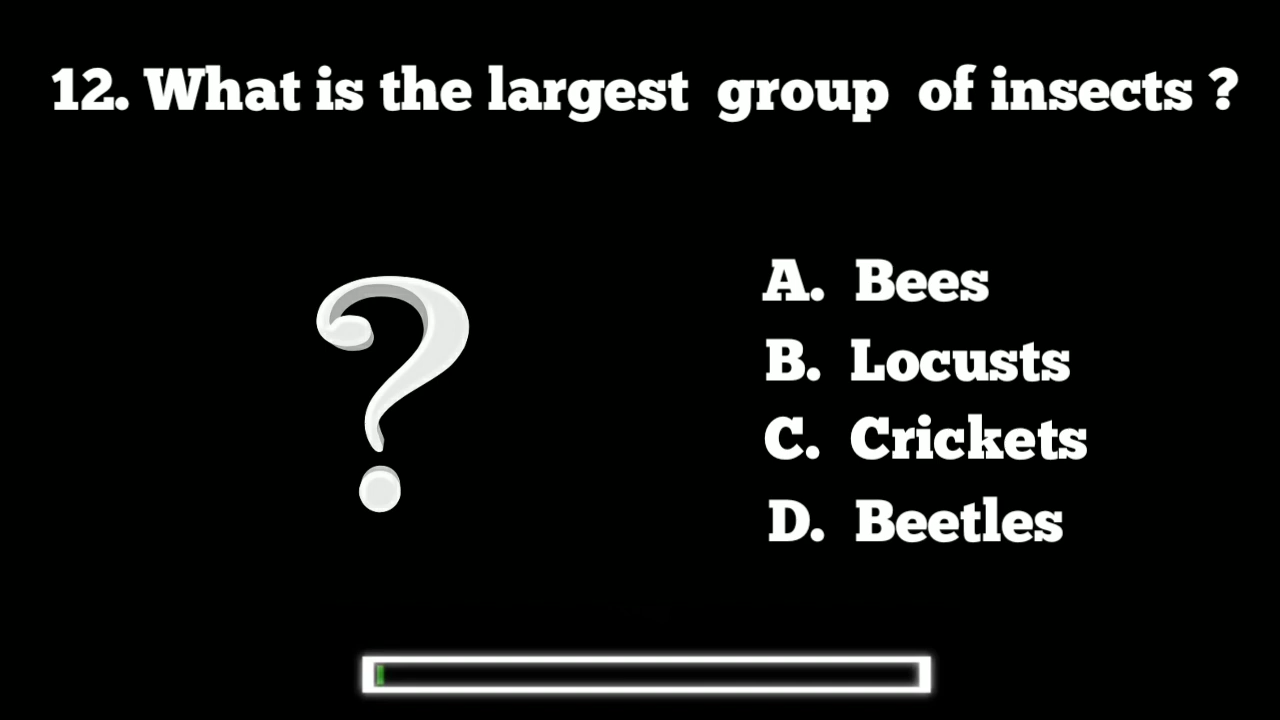 12. What is the largest group of insects ?
?
A. Bees
B. Locusts
C. Crickets
D. Beetles